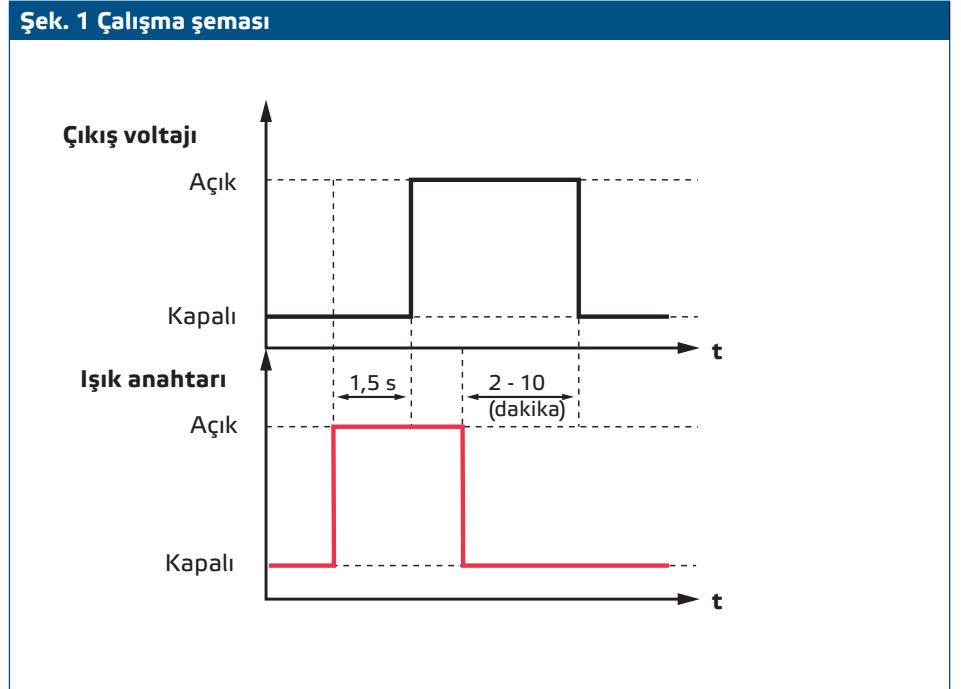 Şek. 1 Çalışma şeması
Çıkış voltajı
Açık
Kapalı
t
Işık anahtarı
1,5 s
2 - 10
(dakika)
Açık
Kapalı
t